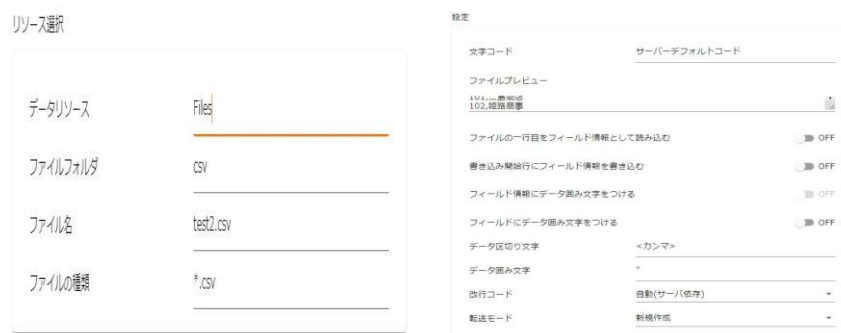 リソース選択
データリソース Files
ファイルフォルダ csv
ファイル名 test2.csv
ファイルの種類 *.csv
設定
文字コード サーバーデフォルトコード
ファイルプレビュー
102,姫路商事
ファイルの一行目をフィールド情報として読み込む OFF
書き込み開始行にフィールド情報を書き込む OFF
フィールド情報にデータ囲み文字をつける OFF
フィールドにデータ囲み文字をつける OFF
データ区切り文字 <カンマ>
データ囲み文字 "
改行コード 自動(サーバ依存)
転送モード 新規作成